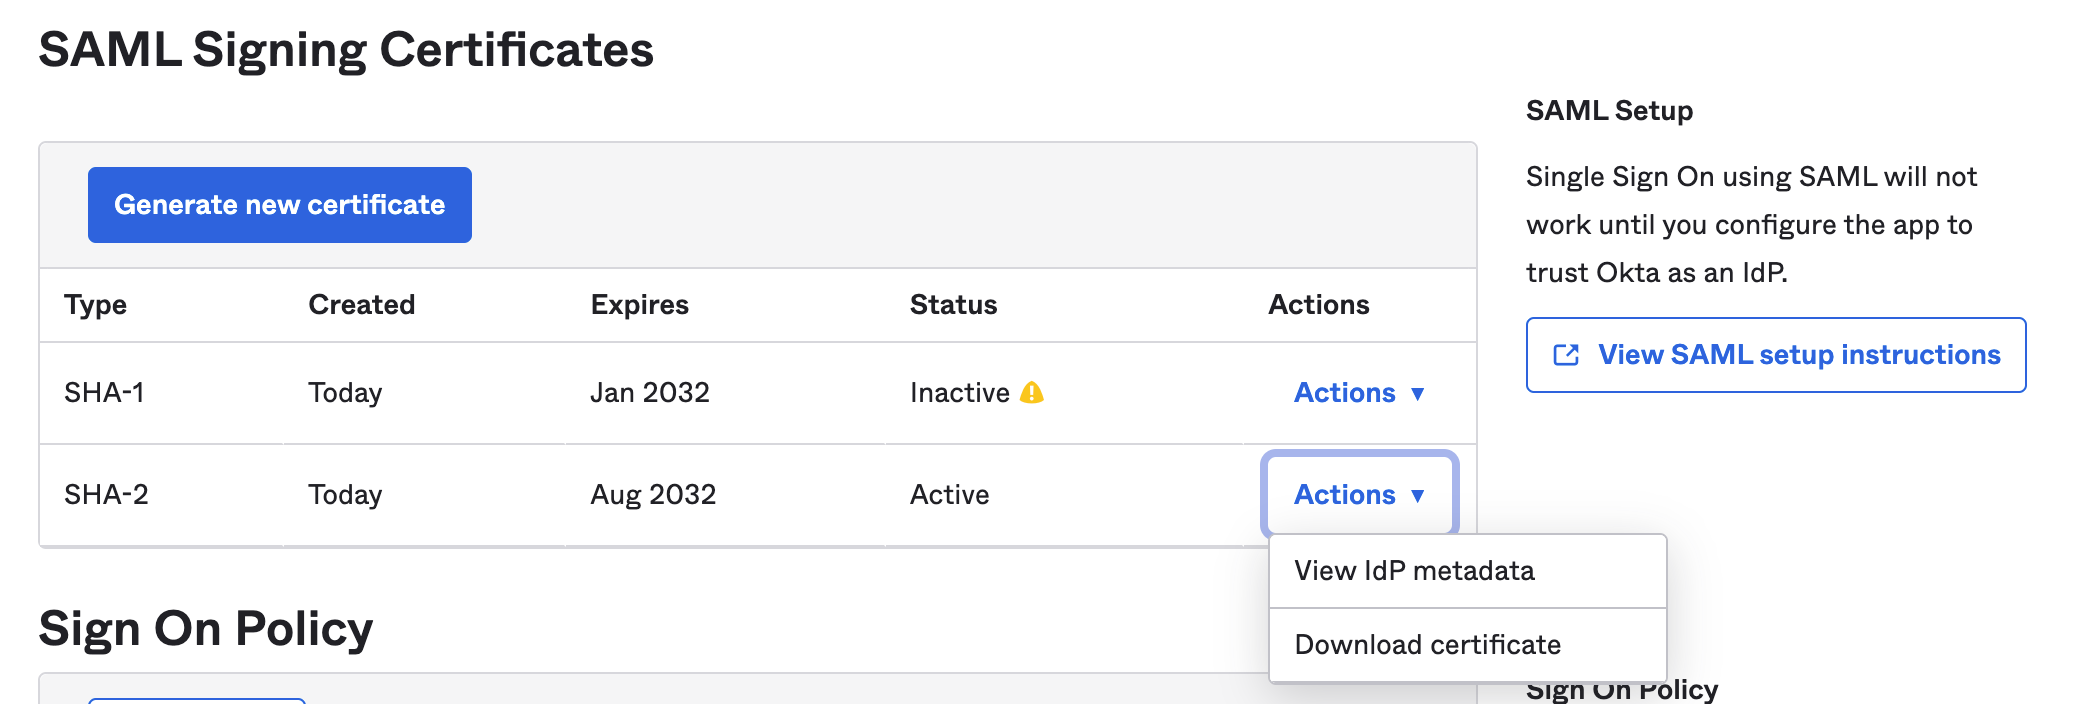 SAML Signing Certificates
SAML Setup
Single Sign On using SAML will not
work until you configure the app to
trust Okta as an IdP.
View SAML setup instructions
Generate new certificate
Type Created Expires Status Actions
SHA-1 Today Jan 2032 Inactive Actions ▼
SHA-2 Today Aug 2032 Active Actions ▼
View IdP metadata
Download certificate
Sign On Policy
Sign On Policy